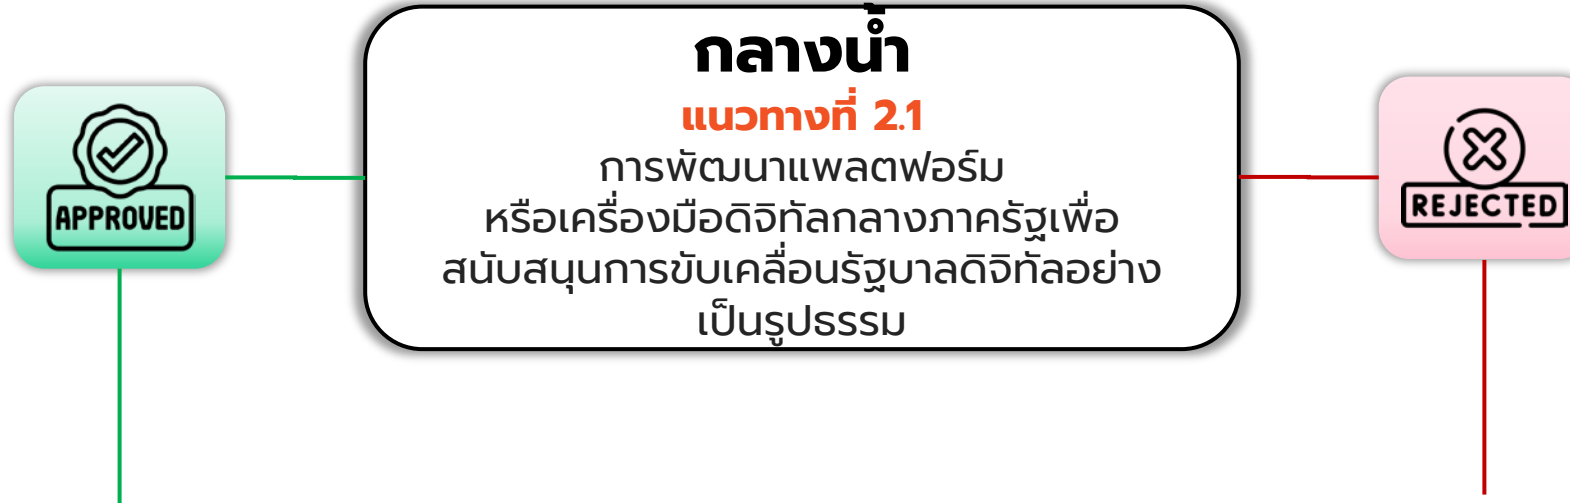 กลางน้ำ
แนวทางที่ 2.1
การพัฒนาแพลตฟอร์ม
หรือเครื่องมือดิจิทัลกลางภาครัฐเพื่อ
สนับสนุนการขับเคลื่อนรัฐบาลดิจิทัลอย่าง
เป็นรูปธรรม
APPROVED
REJECTED